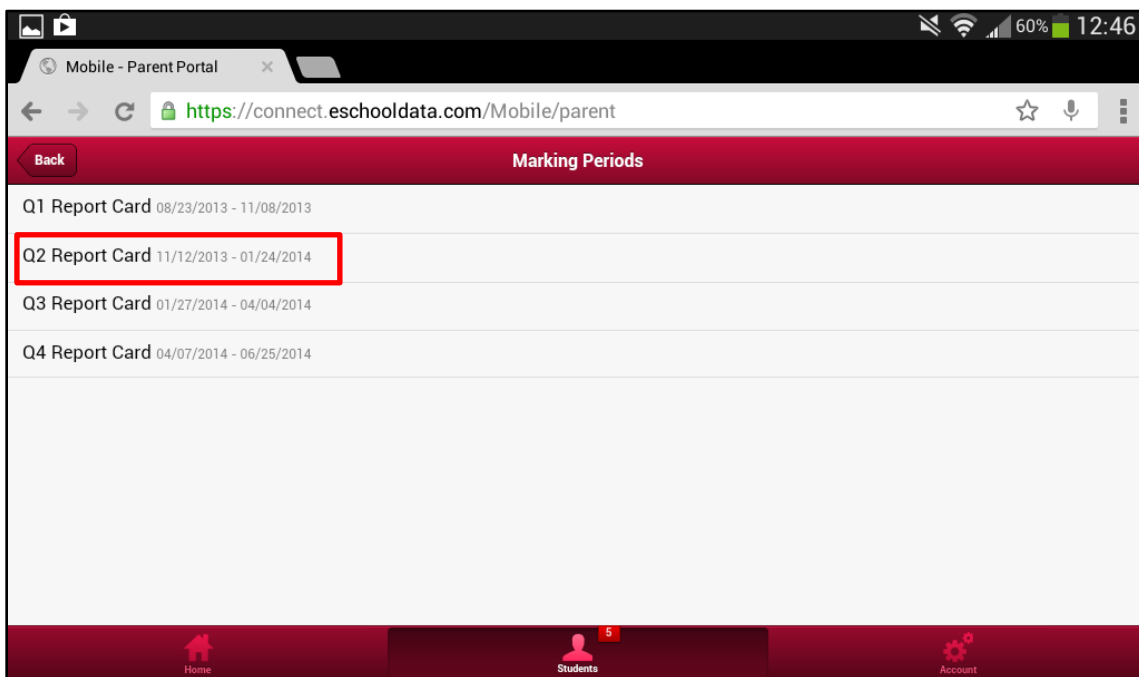 60% 12:46
Mobile - Parent Portal
https://connect.eschooldata.com/Mobile/parent
Back Marking Periods
Q1 Report Card 08/23/2013 - 11/08/2013
Q2 Report Card 11/12/2013 - 01/24/2014
Q3 Report Card 01/27/2014 - 04/04/2014
Q4 Report Card 04/07/2014 - 06/25/2014
5
Home Students Account